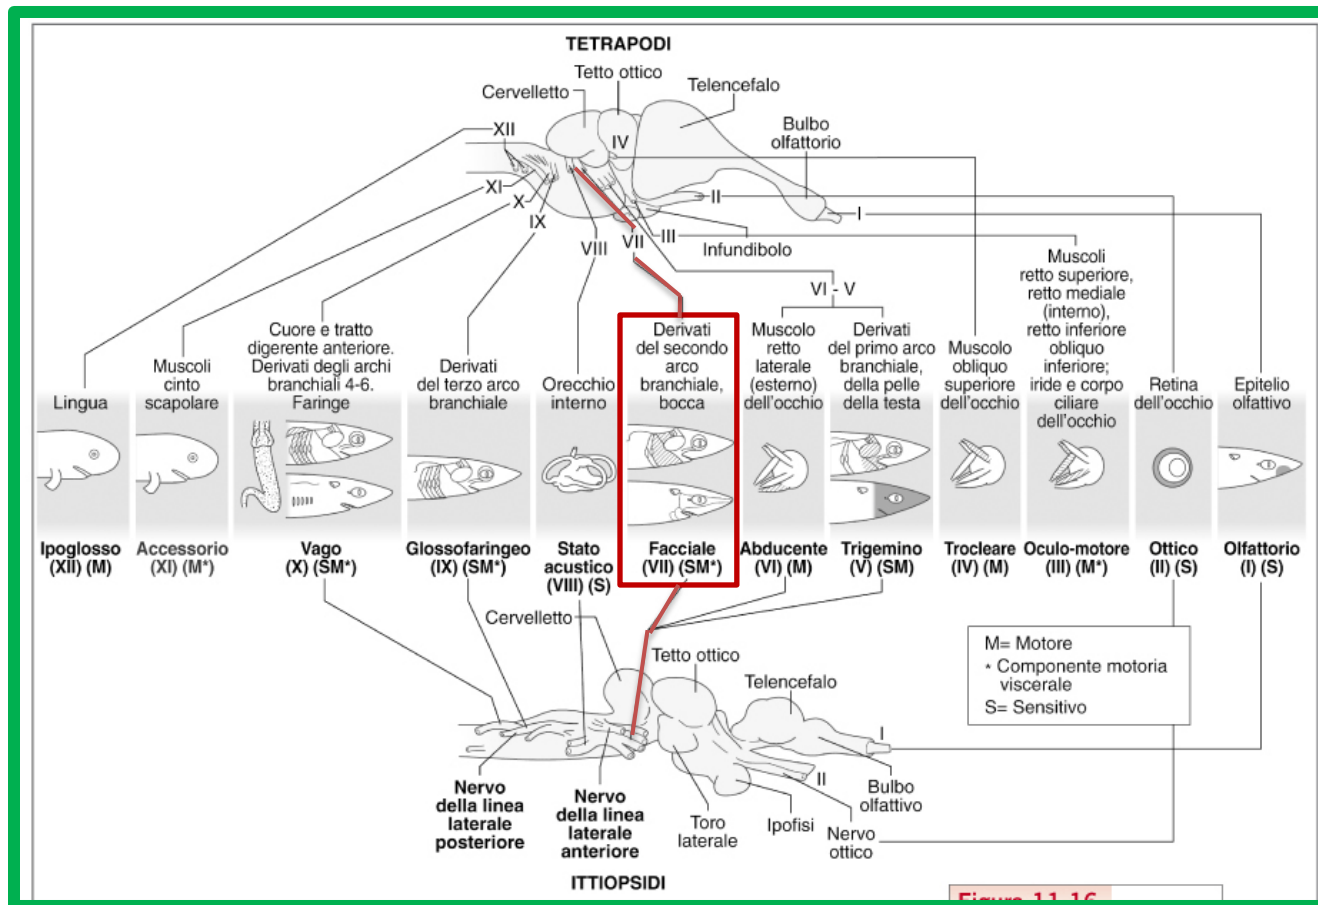 TETRAPODI
Tetto ottico
Cervelletto
Telencefalo
Bulbo
olfattorio
XII
IV
XI
X
IX
VIII
VII
III
II
I
Infundibolo
VI - V
Lingua
Muscoli
cinto
scapolare
Cuore e tratto
digerente anteriore.
Derivati degli archi
branchiali 4-6.
Faringe
Derivati
del terzo arco
branchiale
Orecchio
interno
Derivati
del secondo
arco
branchiale,
bocca
Muscolo
retto
laterale
(esterno)
dell'occhio
Derivati
del primo arco
branchiale,
della pelle
della testa
Muscolo
obliquo
superiore
dell'occhio
Muscoli
retto superiore,
retto mediale
(interno),
retto inferiore
obliquo
inferiore;
iride e corpo
ciliare
dell'occhio
Retina
dell'occhio
Epitelio
olfattivo
Ipoglosso
(XII) (M)
Accessorio
(XI) (M*)
Vago
(X) (SM*)
Glossofaringeo
(IX) (SM*)
Stato
acustico
(VIII) (S)
Facciale
(VII) (SM*)
Abducente
(VI) (M)
Trigemino
(V) (SM)
Trocleare
(IV) (M)
Oculo-motore
(III) (M*)
Ottico
(II) (S)
Olfattorio
(I) (S)
Cervelletto
Tetto ottico
Telencefalo
M= Motore
* Componente motoria
viscerale
S= Sensitivo
I
II
Bulbo
olfattivo
Nervo
ottico
Ipofisi
Toro
laterale
Nervo
della linea
laterale
anteriore
Nervo
della linea
laterale
posteriore
ITTIOPSIDI
Figura 11-16